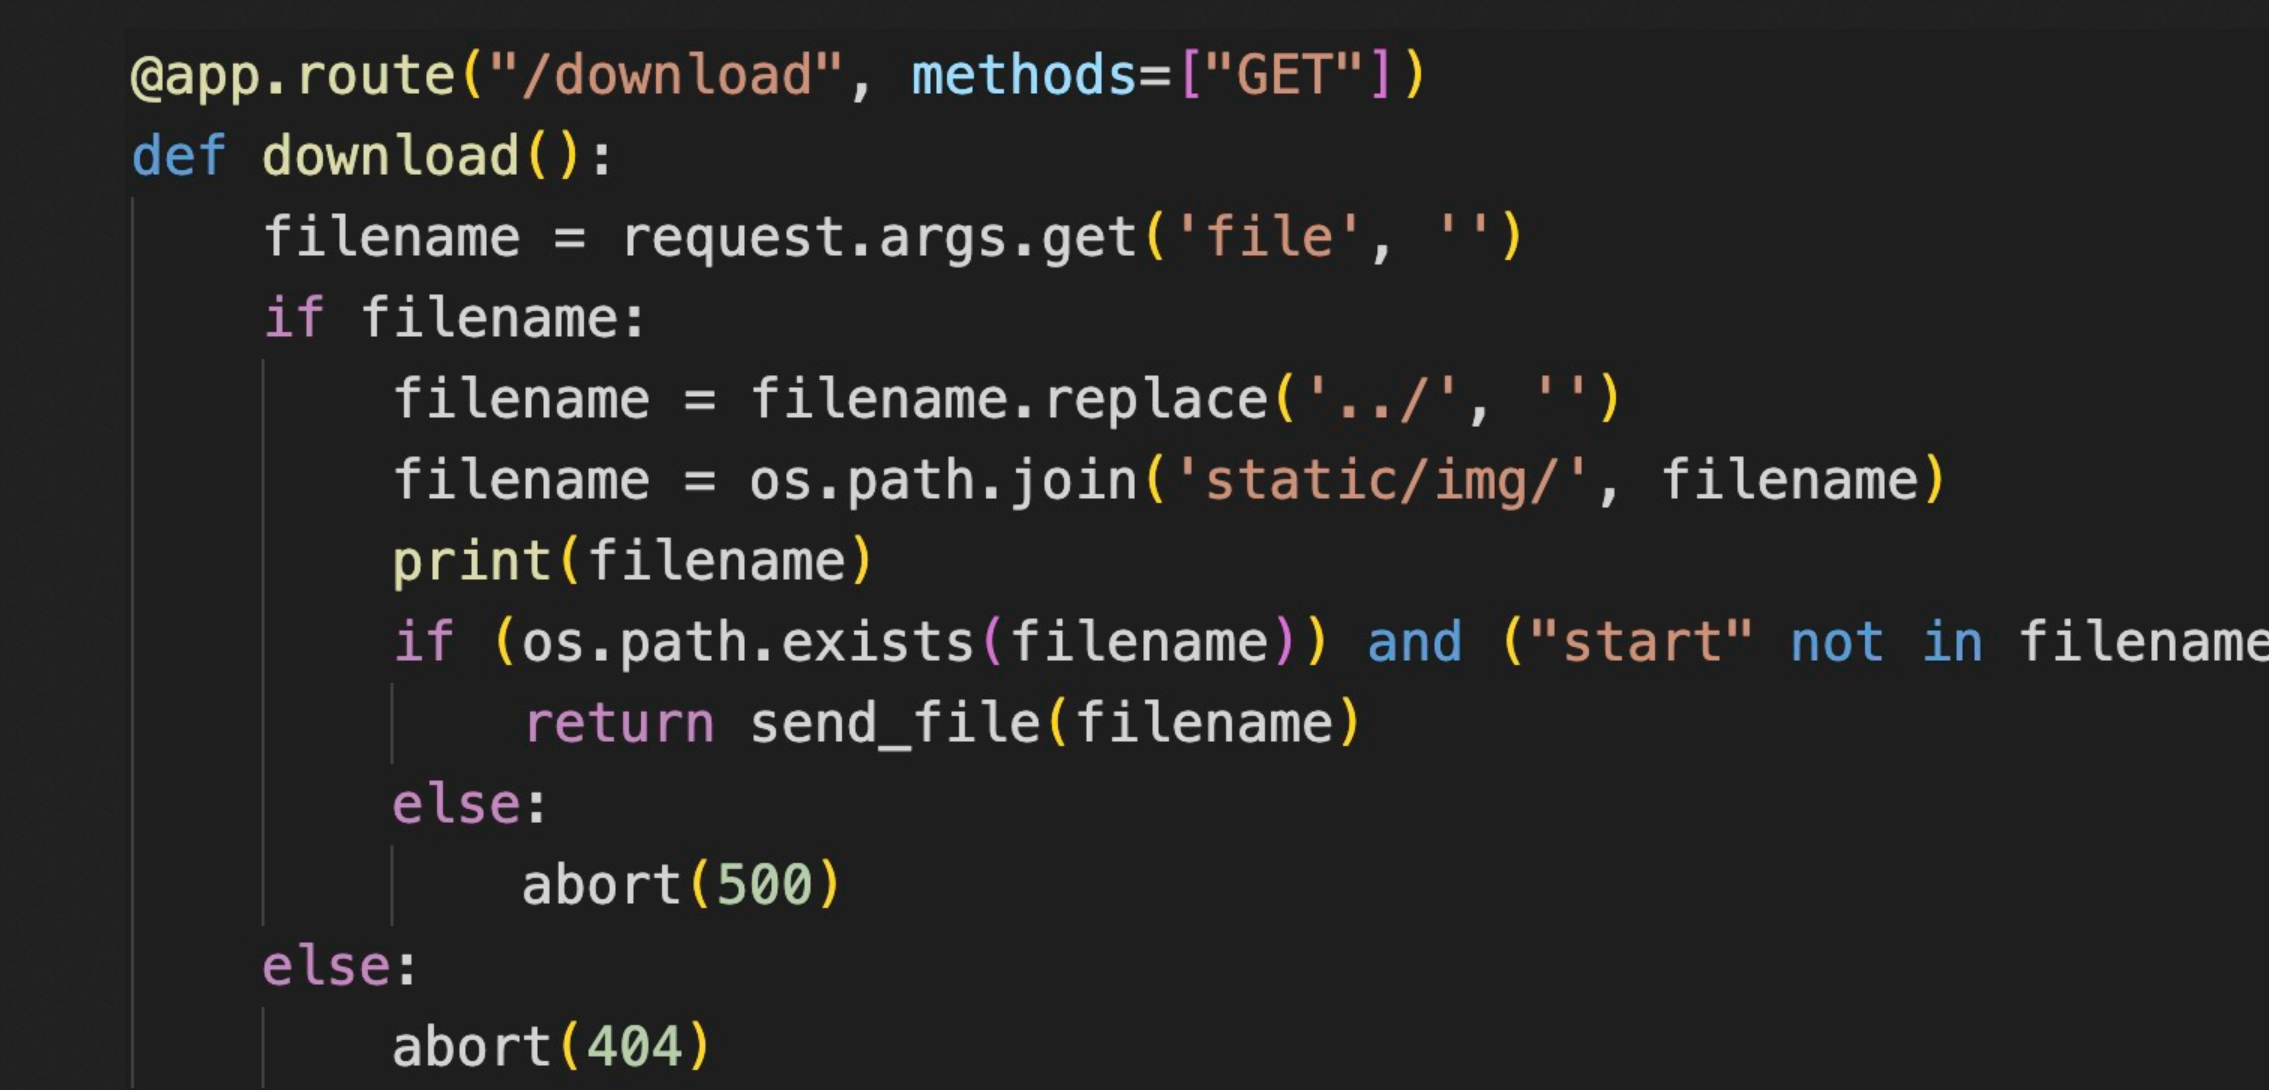 @app.route("/download", methods=["GET"])
def download():
    filename = request.args.get('file', '')
    if filename:
        filename = filename.replace('../', '')
        filename = os.path.join('static/img/', filename)
        print(filename)
        if (os.path.exists(filename)) and ("start" not in filename
            return send_file(filename)
        else:
            abort(500)
    else:
        abort(404)